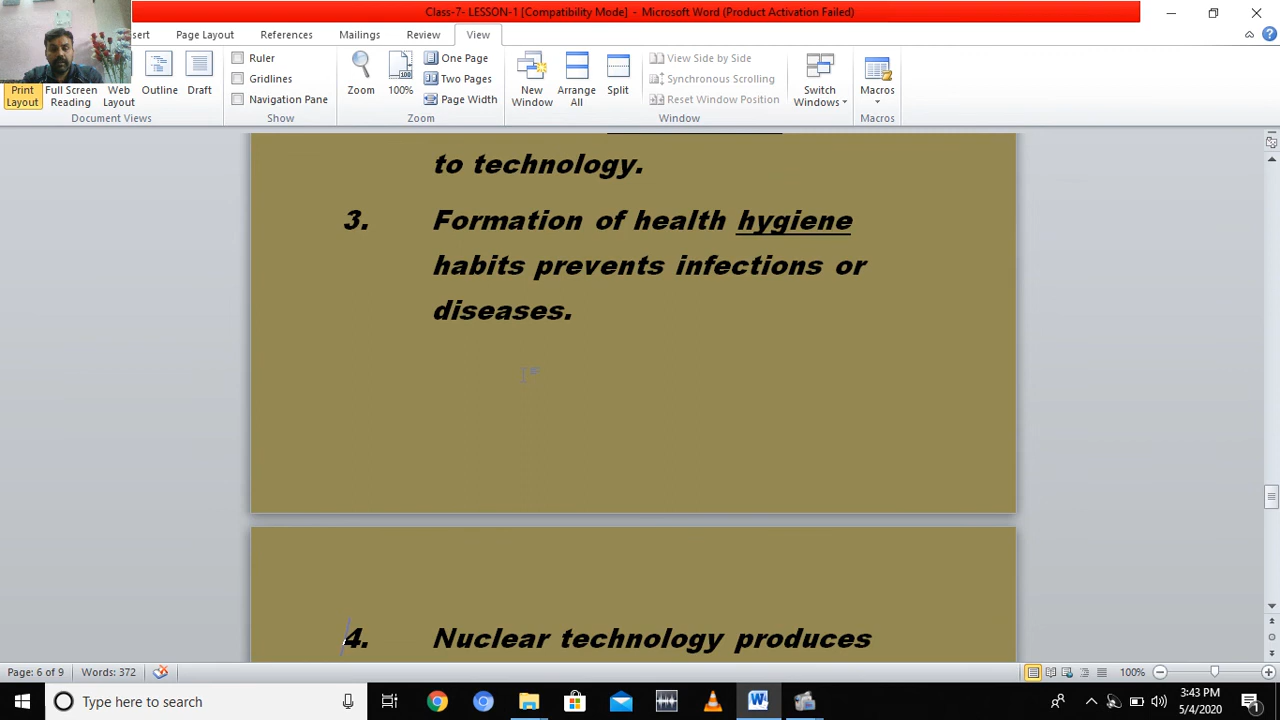 Class-7- LESSON-1 [Compatibility Mode] - Microsoft Word (Product Activation Failed)
sert Page Layout References Mailings Review View
Ruler
Gridlines
Navigation Pane
Print Layout
Full Screen Reading
Web Layout
Outline
Draft
Zoom
100%
One Page
Two Pages
Page Width
New Window
Arrange All
Split
View Side by Side
Synchronous Scrolling
Reset Window Position
Switch Windows
Macros
Document Views Show Zoom Window Macros
to technology.
3. Formation of health hygiene
habits prevents infections or
diseases.
4. Nuclear technology produces
Page: 6 of 9 Words: 372 100%
Type here to search
3:43 PM
5/4/2020